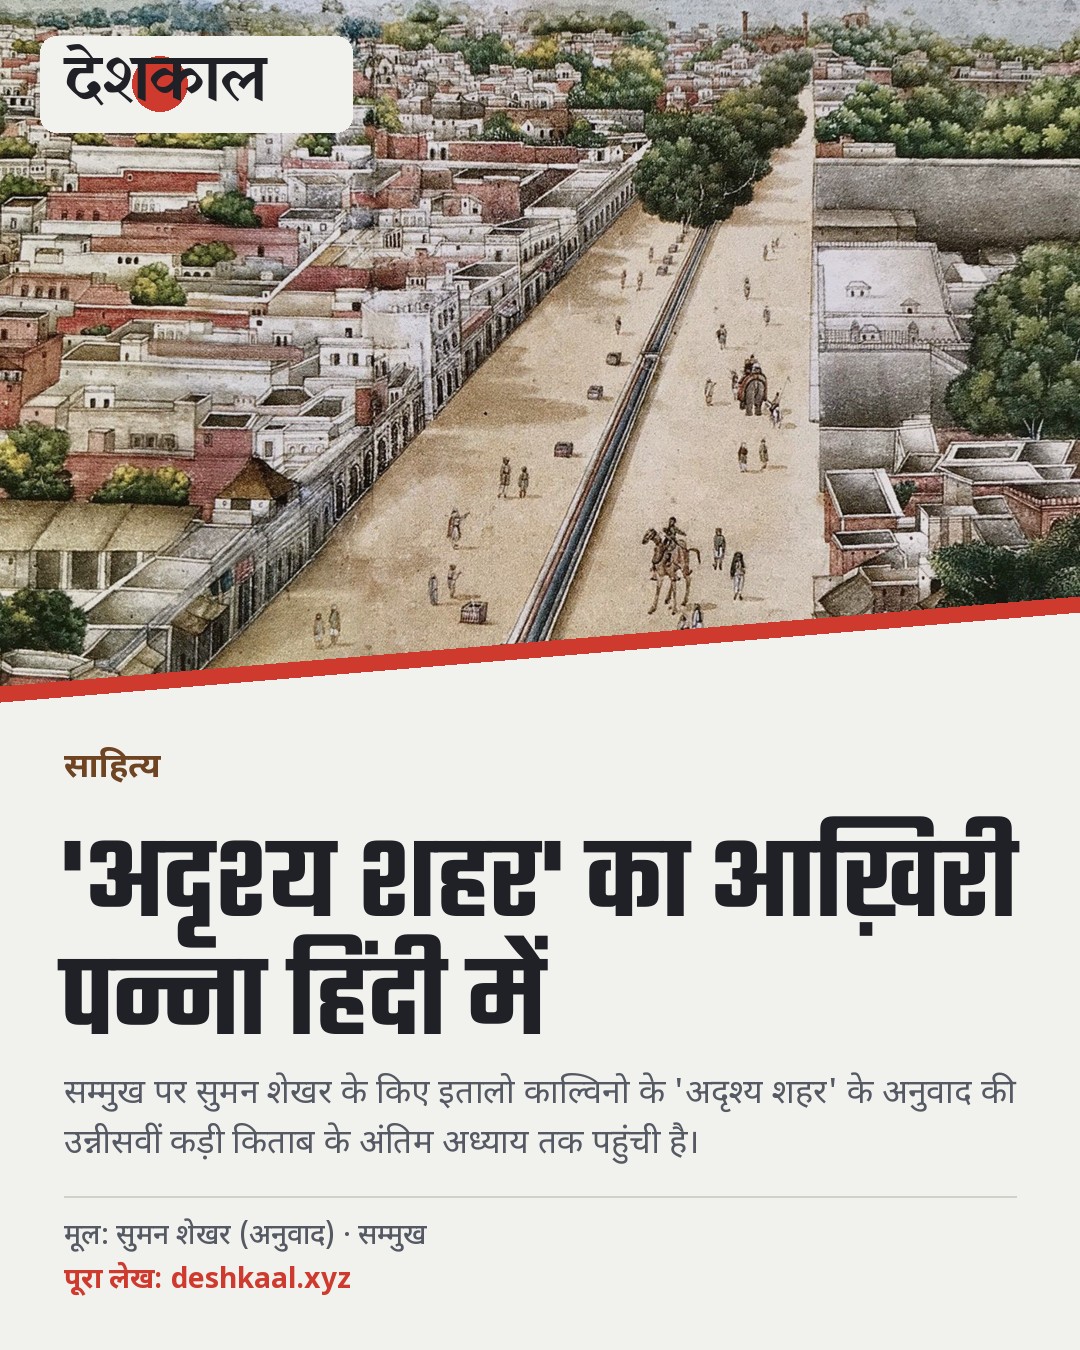 देशकाल
साहित्य
'अदृश्य शहर' का आख़िरी
पन्ना हिंदी में
सम्मुख पर सुमन शेखर के किए इतालो काल्विनो के 'अदृश्य शहर' के अनुवाद की
उन्नीसवीं कड़ी किताब के अंतिम अध्याय तक पहुंची है।
मूल: सुमन शेखर (अनुवाद) · सम्मुख
पूरा लेख: deshkaal.xyz